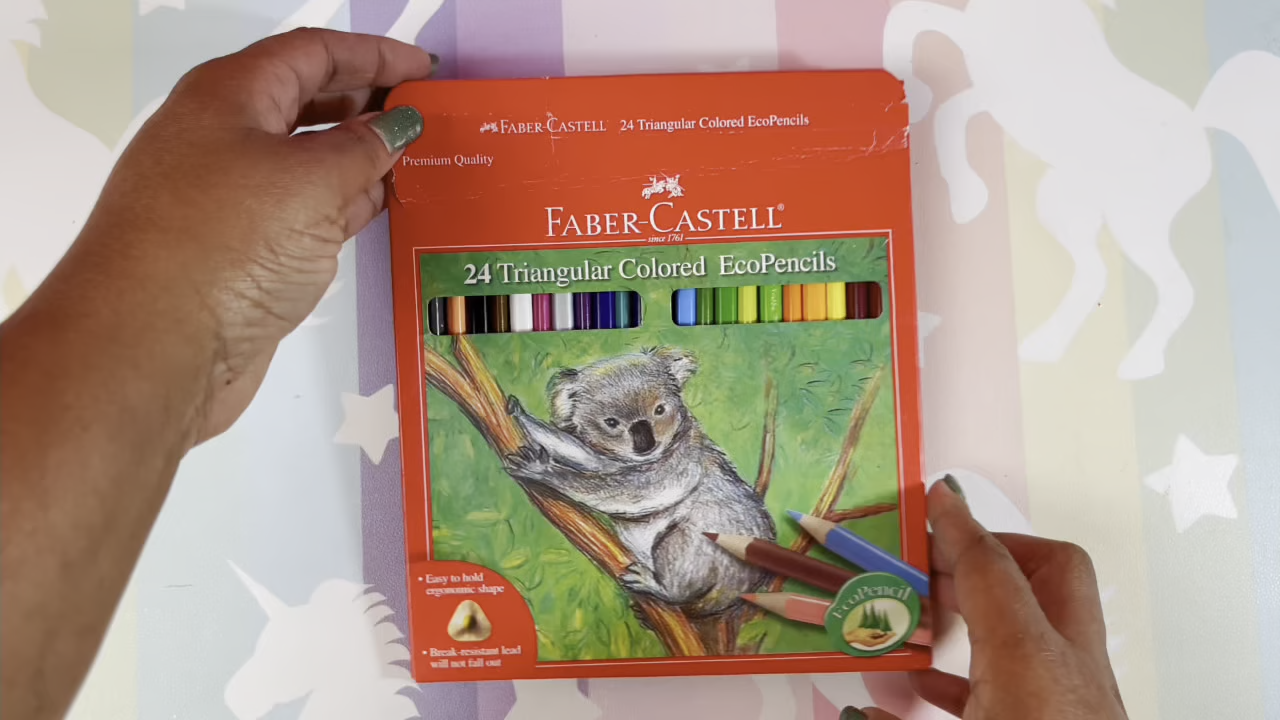 FABER-CASTELL 24 Triangular Colored EcoPencils
Premium Quality
FABER-CASTELL®
since 1761
24 Triangular Colored EcoPencils
• Easy to hold
ergonomic shape
• Break-resistant lead
will not fall out
EcoPencil